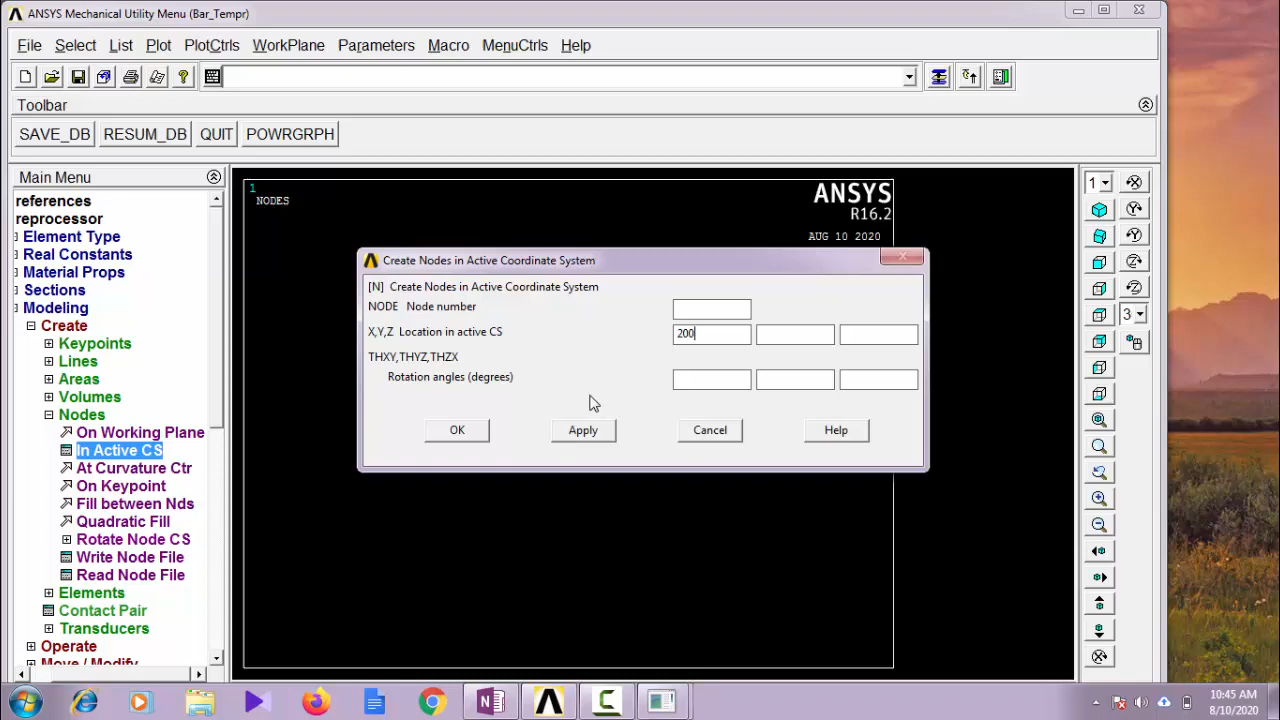 ANSYS Mechanical Utility Menu (Bar_Tempr)
File Select List Plot PlotCtrls WorkPlane Parameters Macro MenuCtrls Help
Toolbar
SAVE_DB RESUM_DB QUIT POWRGRPH
Main Menu
references
reprocessor
Element Type
Real Constants
Material Props
Sections
Modeling
Create
Keypoints
Lines
Areas
Volumes
Nodes
On Working Plane
In Active CS
At Curvature Ctr
On Keypoint
Fill between Nds
Quadratic Fill
Rotate Node CS
Write Node File
Read Node File
Elements
Contact Pair
Transducers
Operate
Move / Modify
1
NODES
ANSYS
R16.2
AUG 10 2020
Create Nodes in Active Coordinate System
[N] Create Nodes in Active Coordinate System
NODE Node number
X,Y,Z Location in active CS
200
THXY,THYZ,THZX
Rotation angles (degrees)
OK Apply Cancel Help
1
3
10:45 AM
8/10/2020